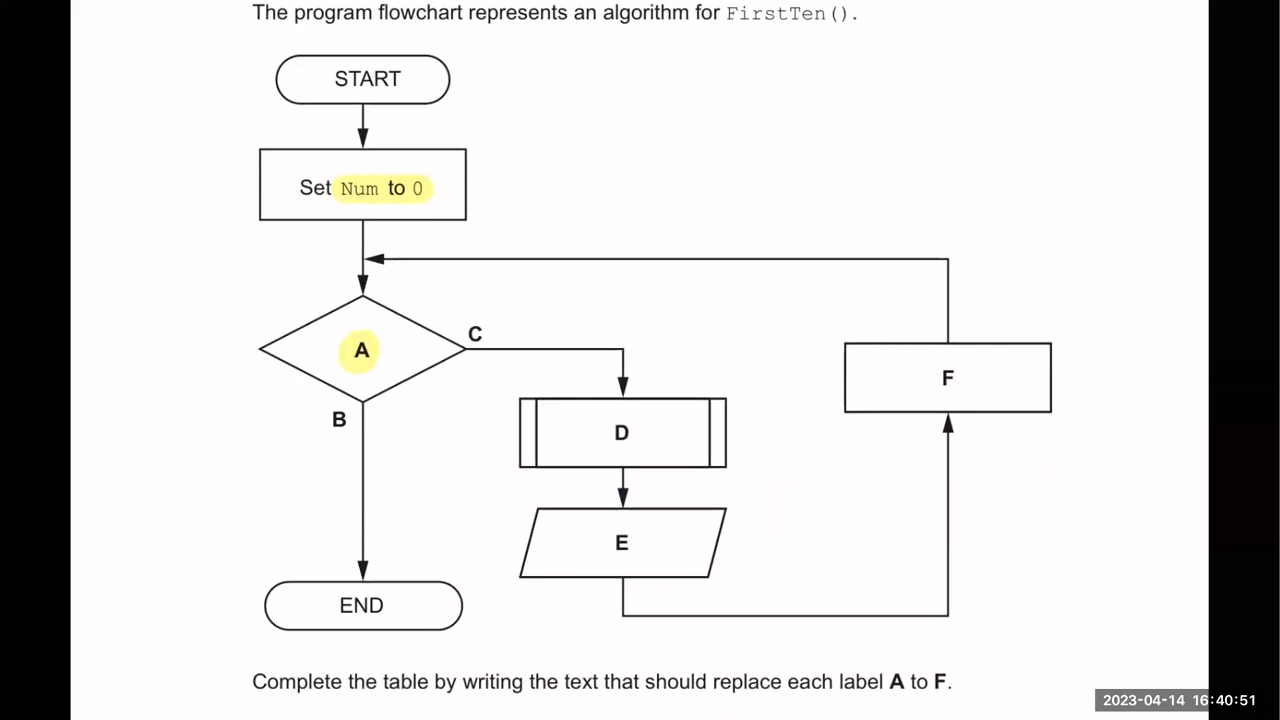 The program flowchart represents an algorithm for FirstTen().
START
Set Num to 0
A
C
B
D
F
E
END
Complete the table by writing the text that should replace each label A to F.
2023-04-14 16:40:51